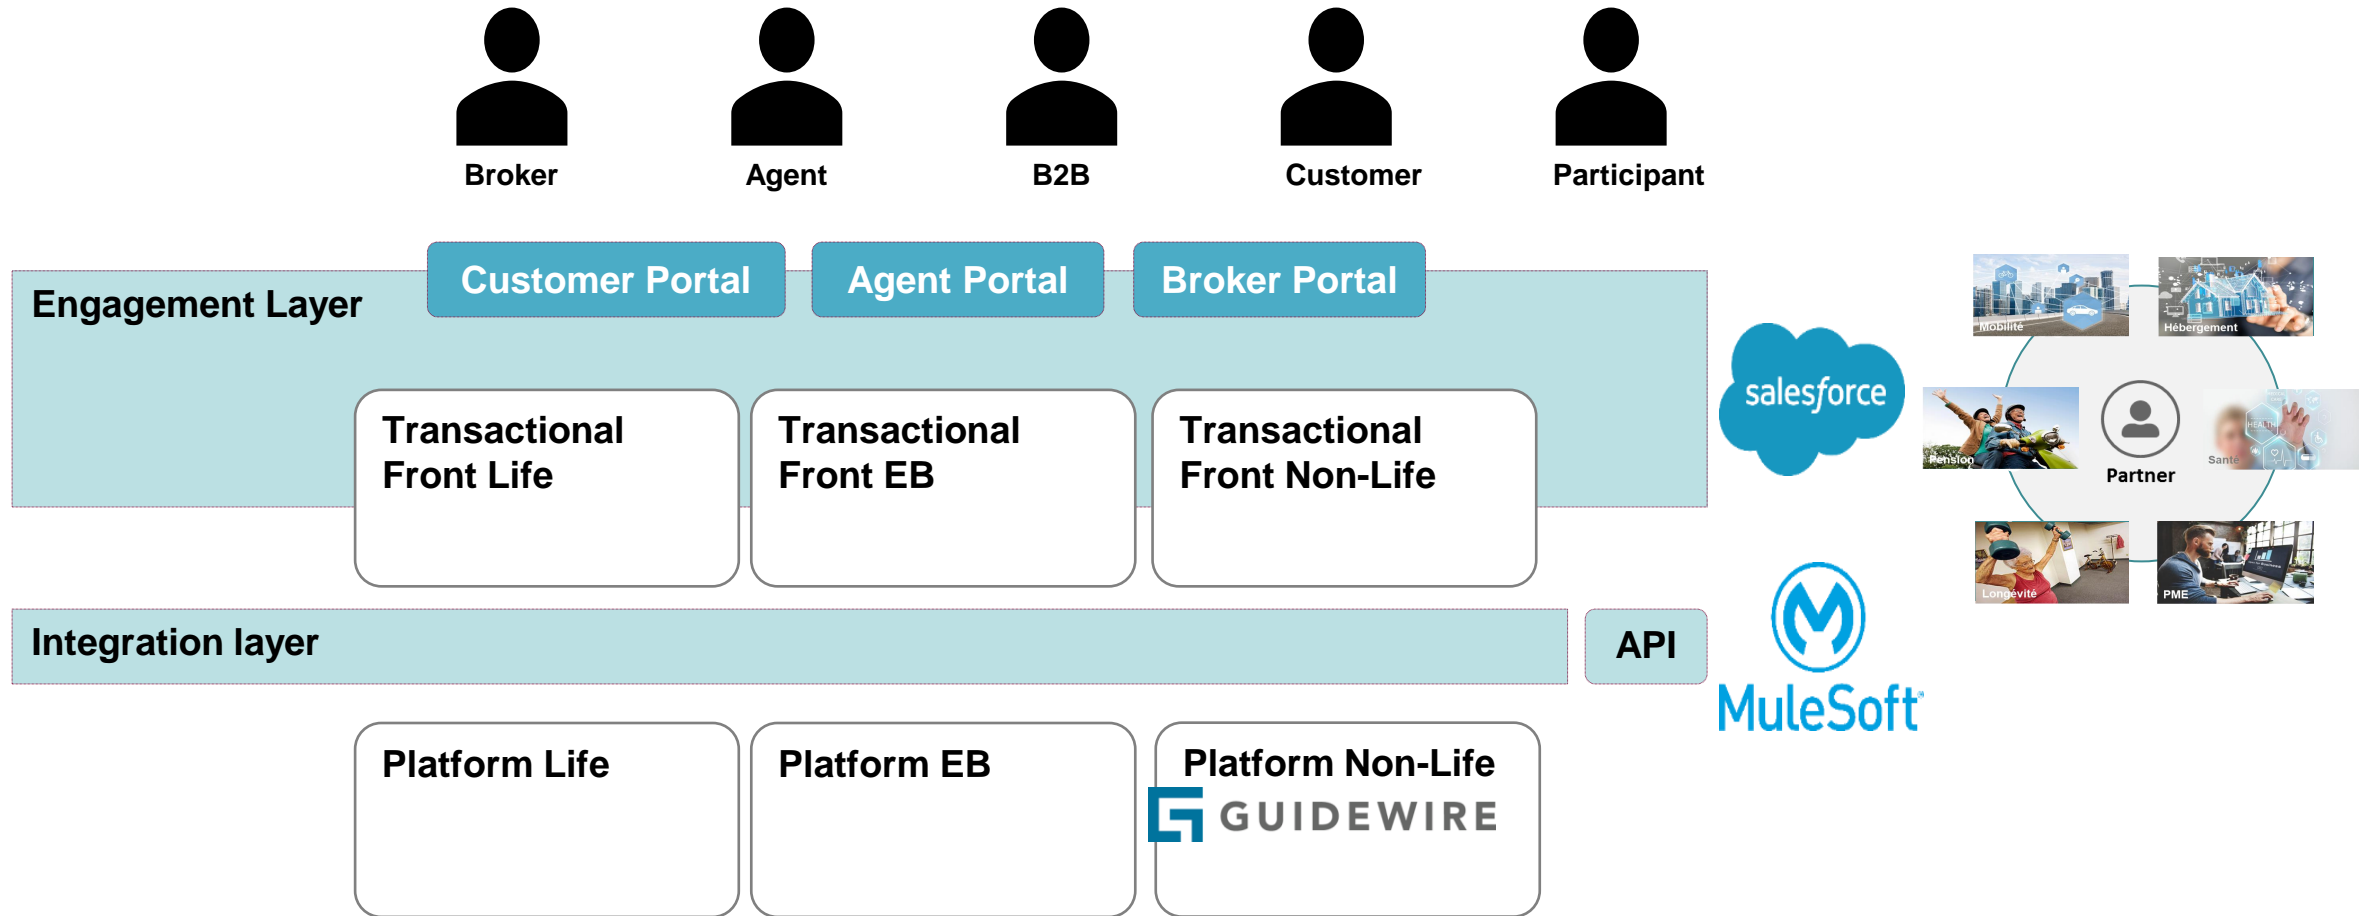 Broker
Agent
B2B
Customer
Participant
Customer Portal
Agent Portal
Broker Portal
Engagement Layer
Mobilité
Hébergement
salesforce
Transactional
Front Life
Transactional
Front EB
Transactional
Front Non-Life
HEALTH
Pension
Santé
Partner
Longévité
PME
Integration layer
API
MuleSoft
Platform Life
Platform EB
Platform Non-Life
GUIDEWIRE